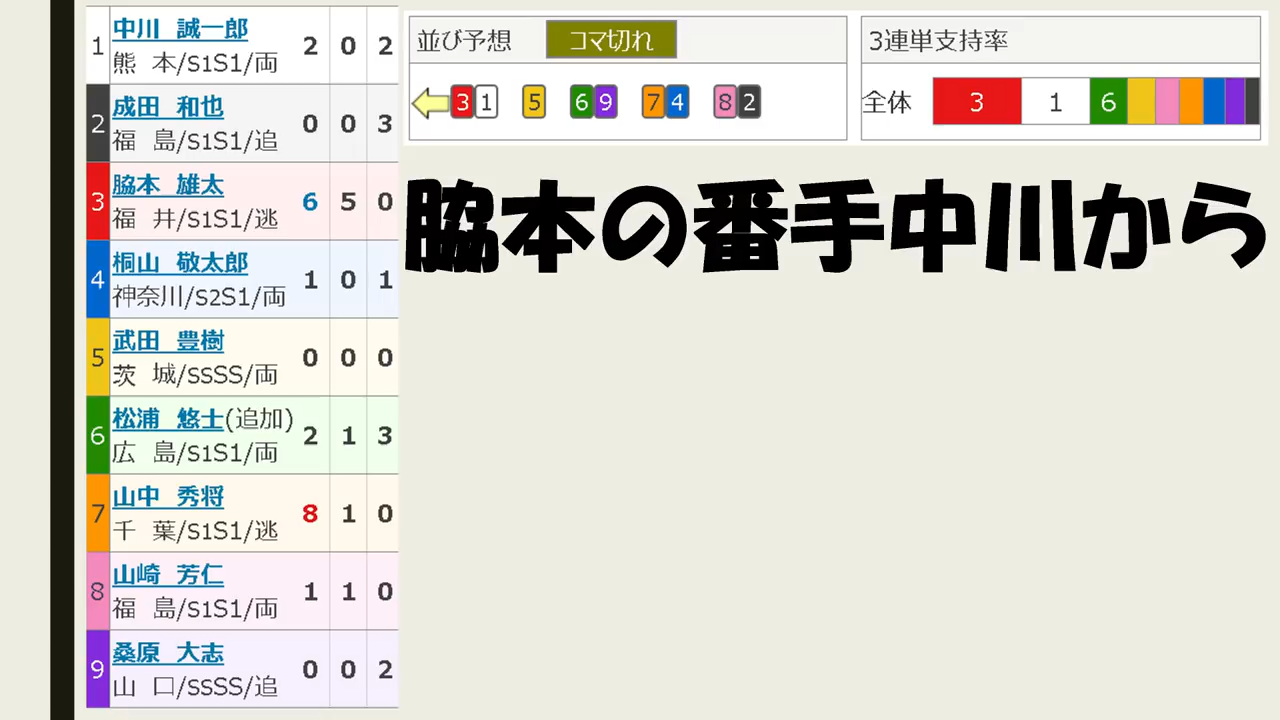 1 中川 誠一郎 2 0 2
熊 本/S1S1/両
2 成田 和也 0 0 3
福 島/S1S1/追
3 脇本 雄太 6 5 0
福 井/S1S1/逃
4 桐山 敬太郎 1 0 1
神奈川/S2S1/両
5 武田 豊樹 0 0 0
茨 城/SSSS/両
6 松浦 悠士(追加) 2 1 3
広 島/S1S1/両
7 山中 秀将 8 1 0
千 葉/S1S1/逃
8 山崎 芳仁 1 1 0
福 島/S1S1/両
9 桑原 大志 0 0 2
山 口/SSSS/追
並び予想 コマ切れ
3 1 5 6 9 7 4 8 2
3連単支持率
全体 3 1 6
脇本の番手中川から